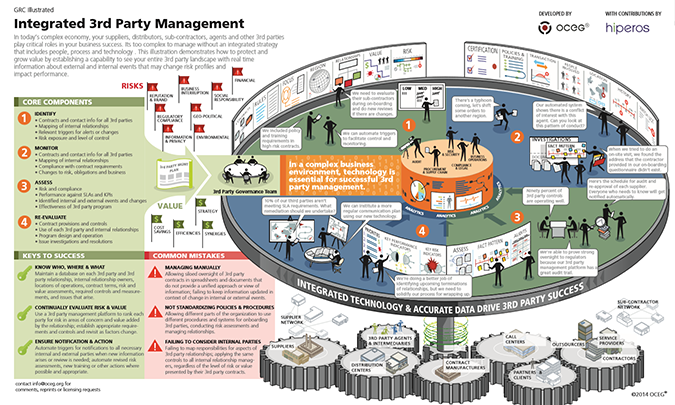 GRC Illustrated
Integrated 3rd Party Management
DEVELOPED BY
OCEG
WITH CONTRIBUTIONS BY
hiperos
In today's complex economy, your suppliers, distributors, sub-contractors, agents and other 3rd parties
play critical roles in your business success. Its too complex to manage without an integrated strategy
that includes people, process and technology . This illustration demonstrates how to protect and
grow value by establishing a capability to see your entire 3rd party landscape with real time
information about external and internal events that may change risk profiles and
impact performance.
RISKS
FINANCIAL
BUSINESS
INTERRUPTION
REPUTATION
& BRAND
SOCIAL
RESPONSIBILITY
REGULATORY
COMPLIANCE
GEO-POLITICAL
INFORMATION
& PRIVACY
ENVIRONMENTAL
CORE COMPONENTS
1
IDENTIFY
• Contracts and contact info for all 3rd parties
• Mapping of internal relationships
• Relevant triggers for alerts or changes
• Risk exposure and level of control
2
MONITOR
• Contracts and contact info for all 3rd parties
• Mapping of internal relationships
• Compliance with contract requirements
• Changes to risk, obligations and business
3
ASSESS
• Risk and compliance
• Performance against SLAs and KPIs
• Identified internal and external events and changes
• Effectiveness of 3rd party program
4
RE-EVALUATE
• Contract provisions and controls
• Use of each 3rd party and internal relationships
• Program design and operation
• Issue investigations and resolutions
3rd Party Governance Team
VALUE
STRATEGY
COST
SAVINGS
EFFICIENCIES
SYNERGIES
KEYS TO SUCCESS
KNOW WHO, WHERE & WHAT
Maintain a database on each 3rd party and 3rd
party relationships, internal relationship owners,
locations of operations, contract terms, risk and
value assessments, required controls and measure-
ments, and issues that arise.
CONTINUALLY EVALUATE RISK & VALUE
Use a 3rd party management platform to rank each
party for risk in areas of concern and value added
by the relationship; establish appropriate require-
ments and controls and revisit as factors change.
ENSURE NOTIFICATION & ACTION
Automate triggers for notifications to all necessary
internal and external parties when new information
arises or review is needed, automate revised risk
assessments, new training or other actions where
possible and appropriate.
COMMON MISTAKES
MANAGING MANUALLY
Allowing siloed oversight of 3rd party
contracts in spreadsheets and documents that
do not provide a unified approach or view of
information, failing to keep information updated in
context of change in internal or external events.
NOT STANDARDIZING POLICIES & PROCEDURES
Allowing different parts of the organization to use
different procedures and systems for onboarding
3rd parties, conducting risk assessments and
managing relationships.
FAILING TO CONSIDER INTERNAL PARTIES
Failing to map responsibilities for aspects of
3rd party relationships; applying the same
controls to all internal relationship manag-
ers, regardless of the level of risk or value
presented by their 3rd party contracts.
REGION
RELATIONSHIP
VALUE
RISK
CERTIFICATION
POLICIES &
TRAINING
TRANSACTION
LOW
MED
HIGH
We need to evaluate
their sub-contractors
during on-boarding
and do new reviews
if there are changes.
We included policy
and training
requirements in
high risk contracts.
We can automate triggers
to facilitate control and
monitoring.
There's a typhoon
coming, let's shift
some orders to
another region.
Our automated system
shows there is a conflict
of interest with this
agent. Can you look at
this pattern of conduct?
INVESTIGATIONS
FACT PATTERN
When we tried to do an
on-site visit, we found the
address that the contractor
provided in our on-boarding
questionnaire didn't exist.
Here's the schedule for audit and
re-approval of each supplier.
Everyone who needs to know will get
notified automatically.
Ninety percent of
3rd party controls
are operating well.
We're able to prove strong
oversight to regulators
because our 3rd party
management platform has a
great audit trail.
In a complex business
environment, technology is
essential for successful 3rd
party management.
PROCUREMENT
& SUPPLY CHAIN
ANALYTICS
ANALYTICS
ANALYTICS
10% of our third parties aren't
meeting SLA requirements. What
remediation should we undertake?
We can institute a more
regular communication plan
using our new technology.
We're doing a better job of
identifying upcoming terminations
of relationships, but we need to
solidify our process for wrapping up.
KEY PERFORMANCE
INDICATORS
KEY RISK
INDICATORS
ASSESS
FACT PATTERN
AUDITS
1
2
3
4
INTEGRATED TECHNOLOGY & ACCURATE DATA DRIVE 3RD PARTY SUCCESS
SUPPLIER
NETWORK
SUPPLIERS
3RD PARTY AGENTS
& INTERMEDIARIES
DISTRIBUTION
CENTERS
CONTRACT
MANUFACTURERS
CALL
CENTERS
PARTNERS
& CLIENTS
OUTSOURCERS
SERVICE
PROVIDERS
CONTRACTORS
SUB-CONTRACTOR
NETWORK
contact info@oceg.org for
comments, reprints or licensing requests
©2014 OCEG®